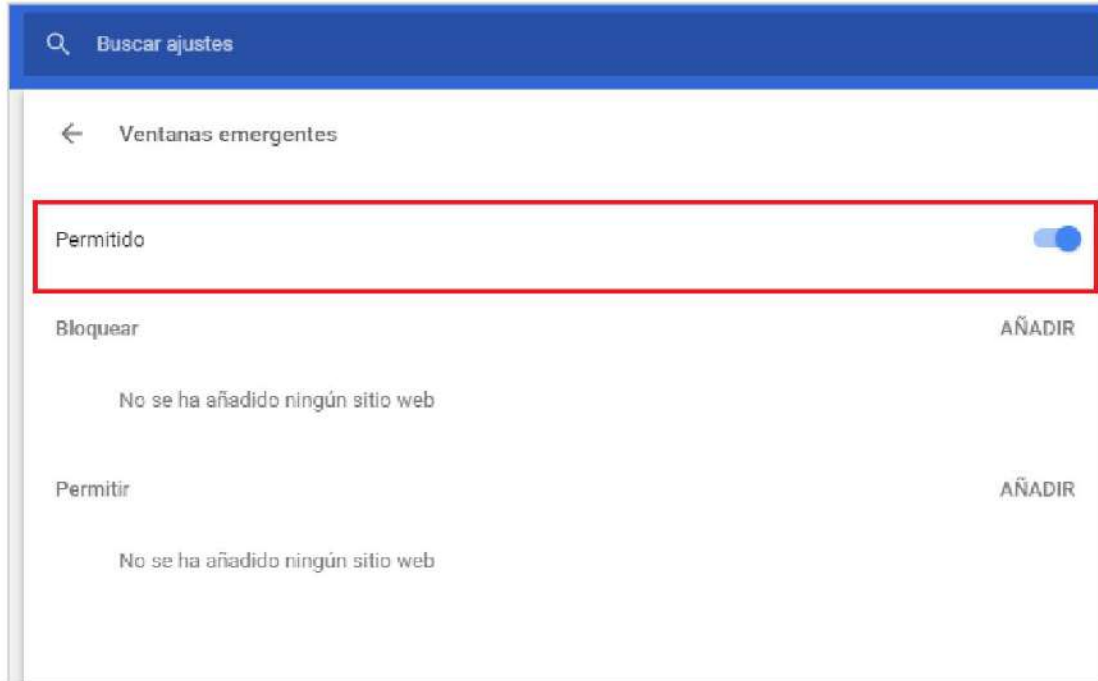 Buscar ajustes
Ventanas emergentes
Permitido
Bloquear AÑADIR
No se ha añadido ningún sitio web
Permitir AÑADIR
No se ha añadido ningún sitio web